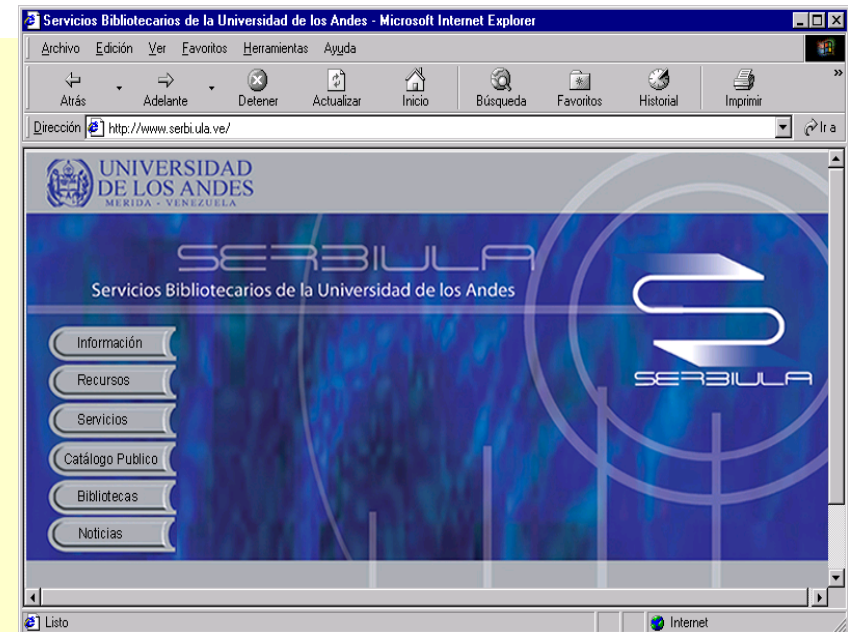 Servicios Bibliotecarios de la Universidad de los Andes - Microsoft Internet Explorer
Archivo Edición Ver Favoritos Herramientas Ayuda
Atrás Adelante Detener Actualizar Inicio Búsqueda Favoritos Historial Imprimir »
Dirección http://www.serbi.ula.ve/ Ir a
UNIVERSIDAD
DE LOS ANDES
MERIDA - VENEZUELA
SERBIULA
Servicios Bibliotecarios de la Universidad de los Andes
SERBIULA
Información
Recursos
Servicios
Catálogo Publico
Bibliotecas
Noticias
Listo Internet